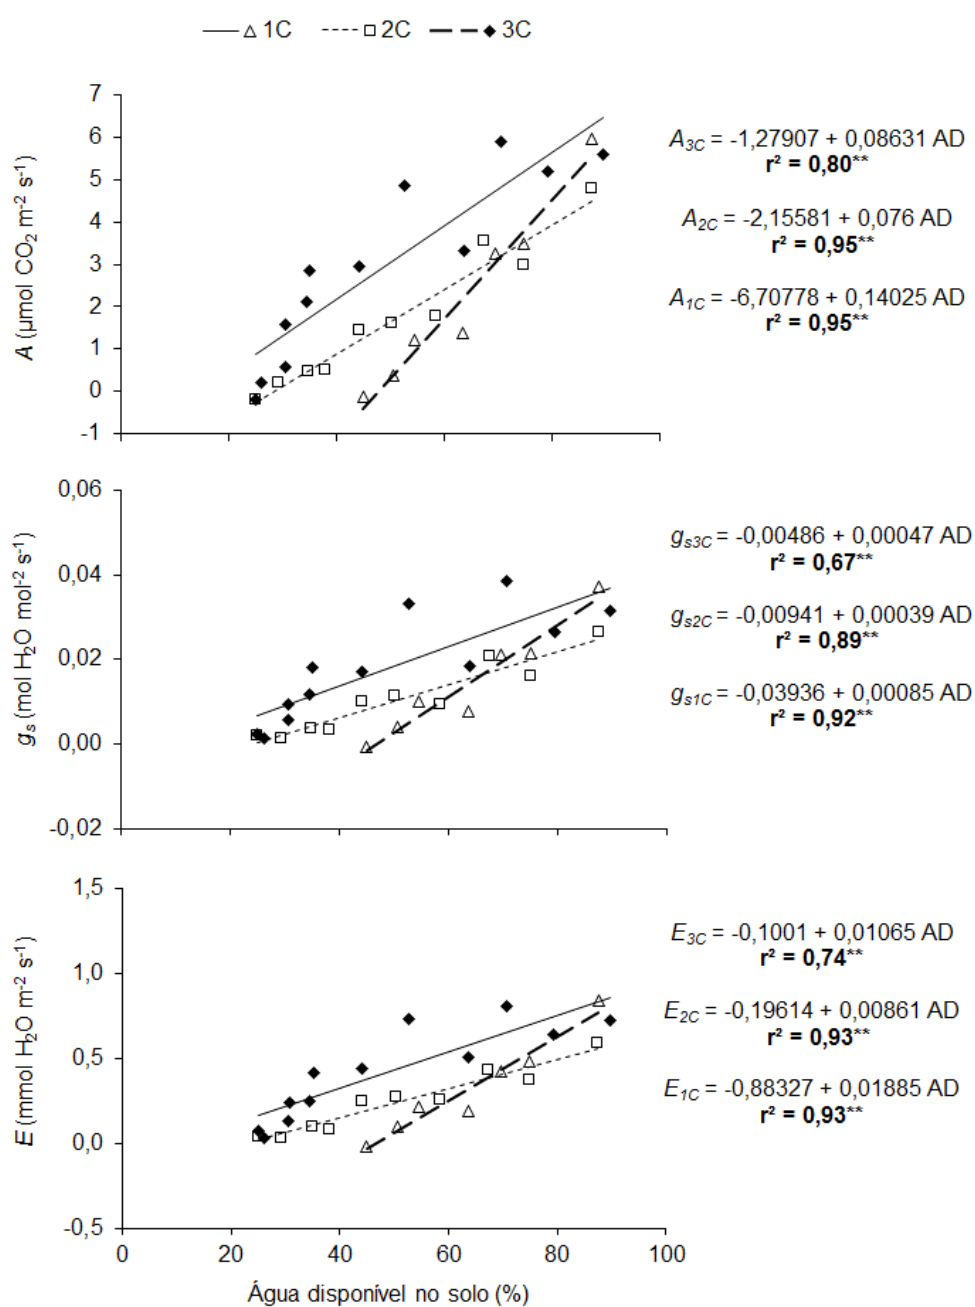 1C 2C 3C
7
6
5
4
3
2
1
0
-1
A (µmol CO₂ m⁻² s⁻¹)
A₃C = -1,27907 + 0,08631 AD
r² = 0,80**
A₂C = -2,15581 + 0,076 AD
r² = 0,95**
A₁C = -6,70778 + 0,14025 AD
r² = 0,95**
0,06
0,04
0,02
0,00
-0,02
gₛ (mol H₂O mol⁻² s⁻¹)
gₛ₃C = -0,00486 + 0,00047 AD
r² = 0,67**
gₛ₂C = -0,00941 + 0,00039 AD
r² = 0,89**
gₛ₁C = -0,03936 + 0,00085 AD
r² = 0,92**
1,5
1,0
0,5
0,0
-0,5
E (mmol H₂O m⁻² s⁻¹)
E₃C = -0,1001 + 0,01065 AD
r² = 0,74**
E₂C = -0,19614 + 0,00861 AD
r² = 0,93**
E₁C = -0,88327 + 0,01885 AD
r² = 0,93**
0 20 40 60 80 100
Água disponível no solo (%)